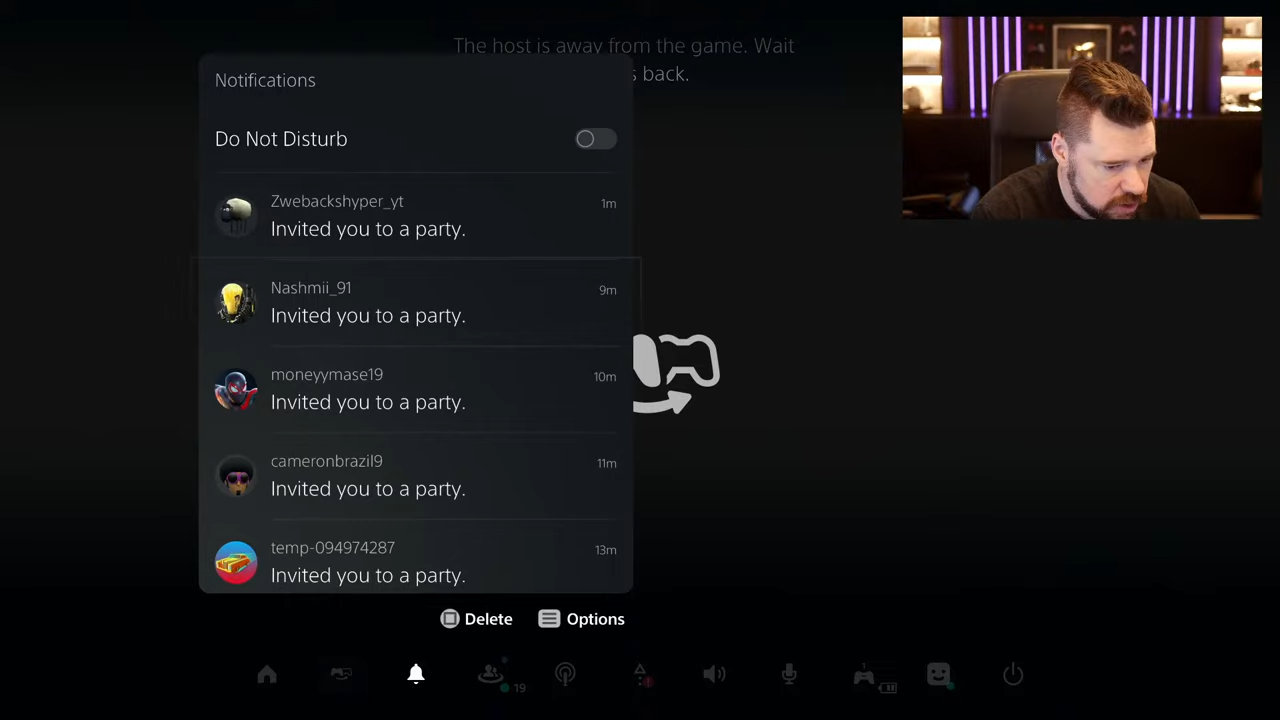 The host is away from the game. Wait
s back.
Notifications
Do Not Disturb
Zwebackshyper_yt
1m
Invited you to a party.
Nashmii_91
9m
Invited you to a party.
moneyymase19
10m
Invited you to a party.
cameronbrazil9
11m
Invited you to a party.
temp-094974287
13m
Invited you to a party.
Delete
Options
19
1